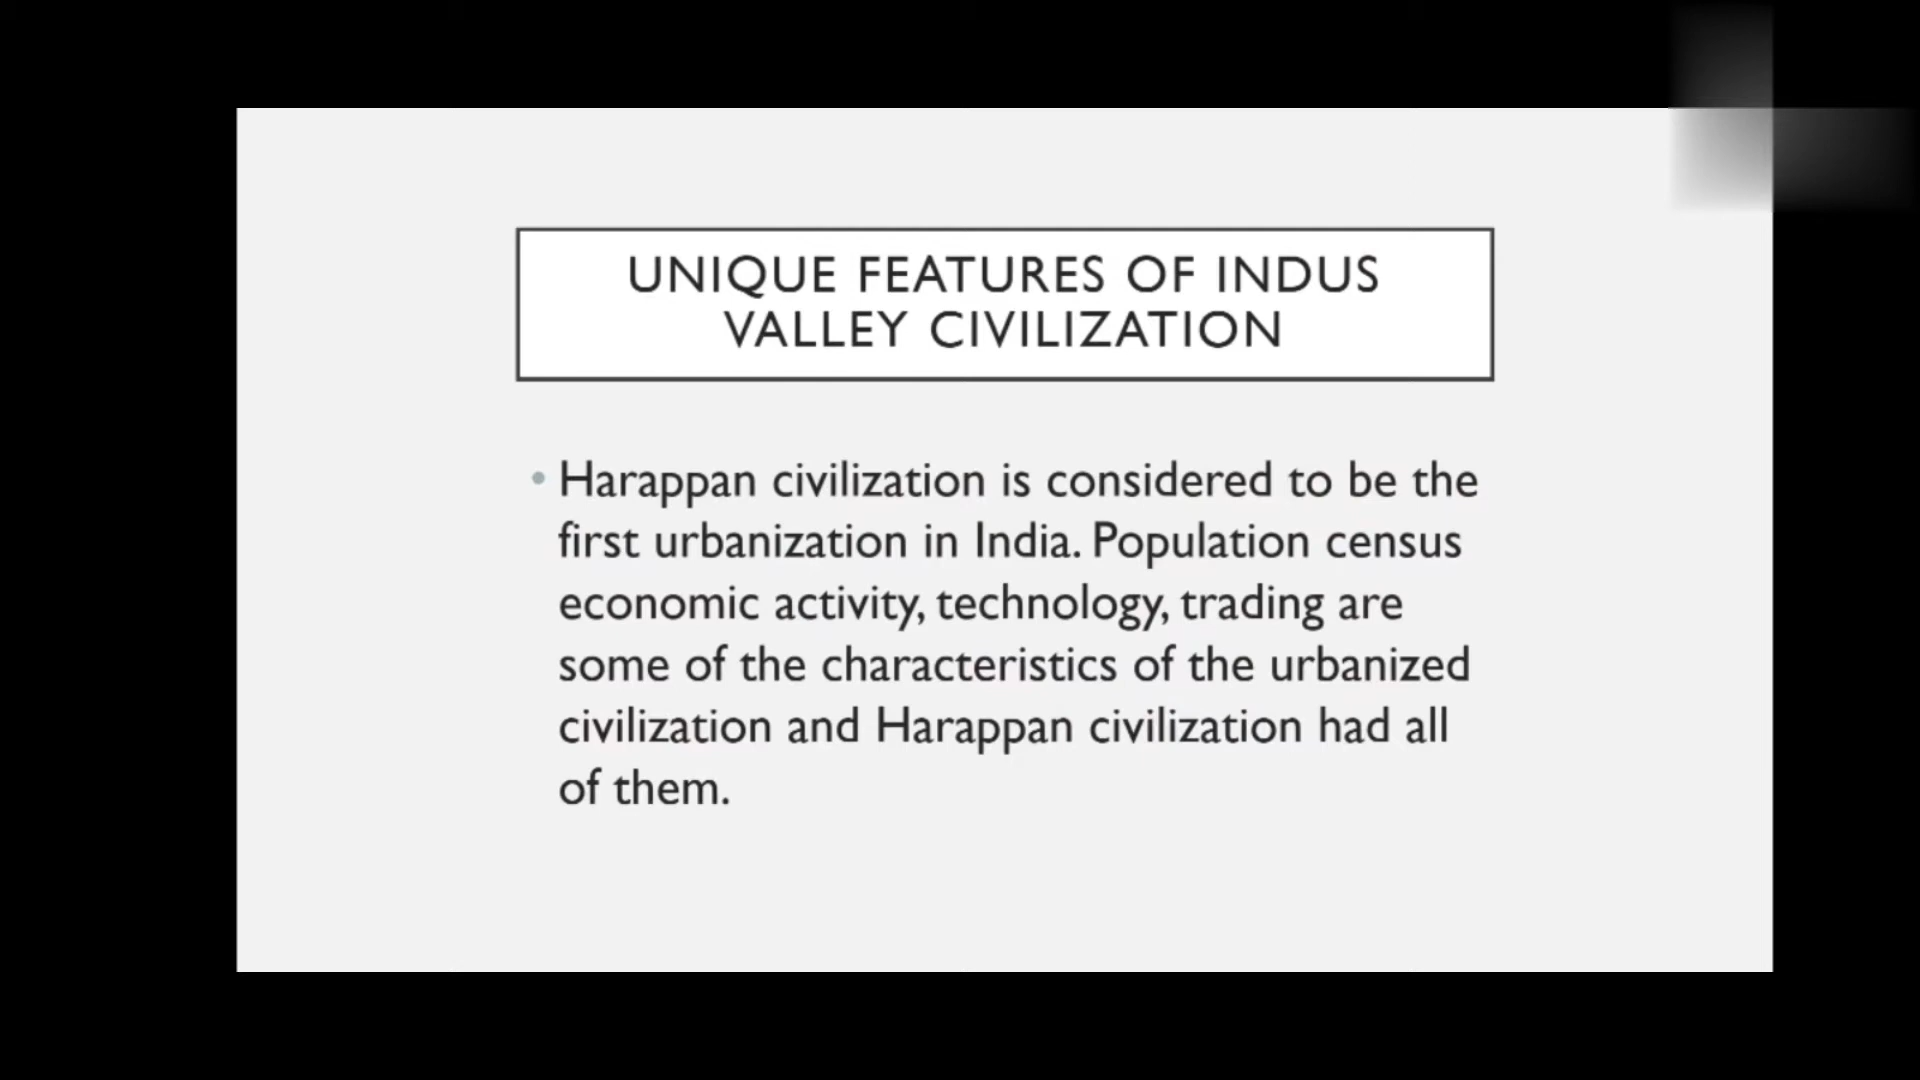 UNIQUE FEATURES OF INDUS
VALLEY CIVILIZATION
• Harappan civilization is considered to be the
first urbanization in India. Population census
economic activity, technology, trading are
some of the characteristics of the urbanized
civilization and Harappan civilization had all
of them.